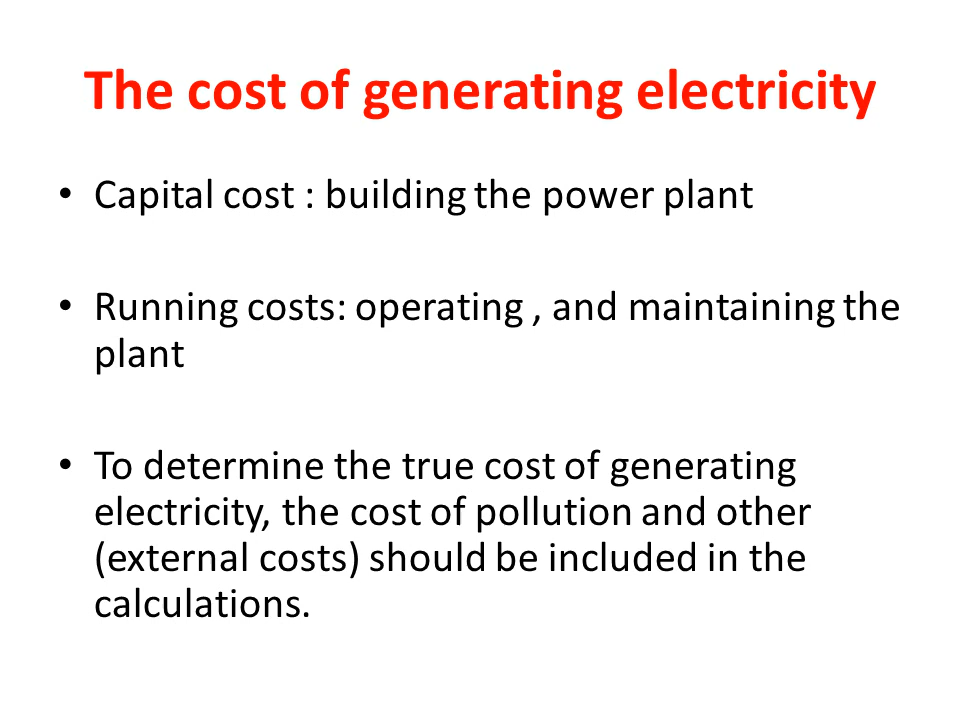 The cost of generating electricity
• Capital cost : building the power plant
• Running costs: operating , and maintaining the
plant
• To determine the true cost of generating
electricity, the cost of pollution and other
(external costs) should be included in the
calculations.